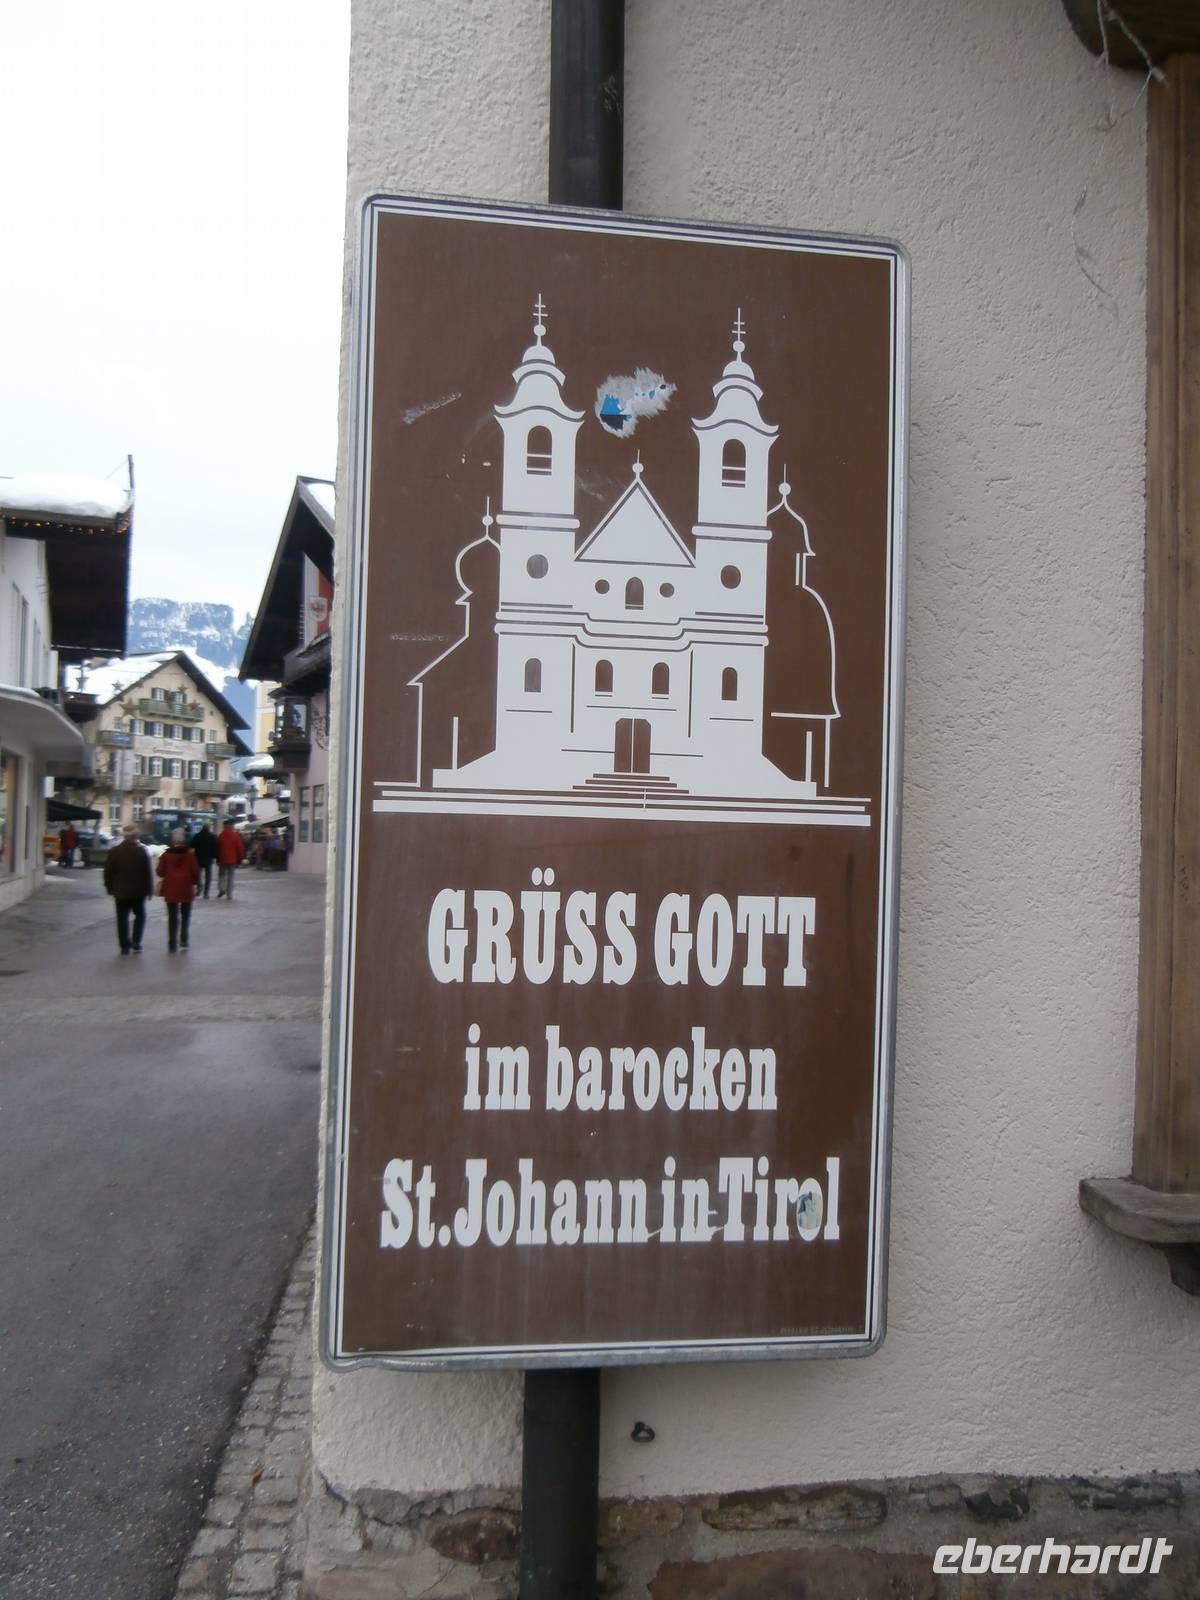 GRÜSS GOTT
im barocken
St. Johann in Tirol
eberhardt